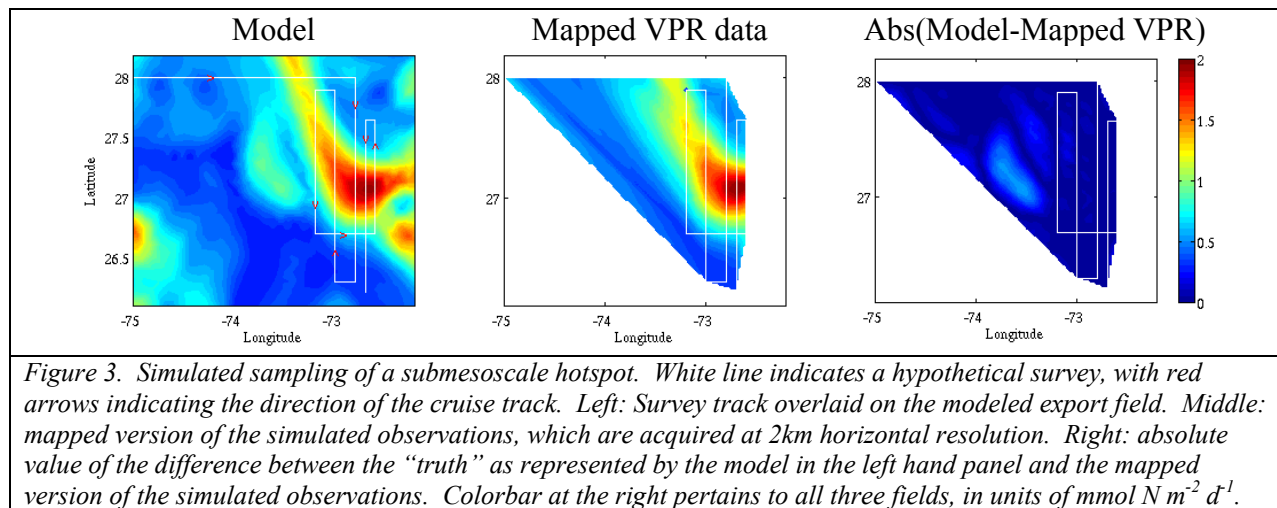 Model
Mapped VPR data
Abs(Model-Mapped VPR)
28
27.5
27
26.5
Latitude
-75
-74
-73
Longitude
28
27
-75
-74
-73
Longitude
28
27
-75
-74
-73
Longitude
2
1.5
1
0.5
0
Figure 3. Simulated sampling of a submesoscale hotspot. White line indicates a hypothetical survey, with red
arrows indicating the direction of the cruise track. Left: Survey track overlaid on the modeled export field. Middle:
mapped version of the simulated observations, which are acquired at 2km horizontal resolution. Right: absolute
value of the difference between the “truth” as represented by the model in the left hand panel and the mapped
version of the simulated observations. Colorbar at the right pertains to all three fields, in units of mmol N m⁻² d⁻¹.